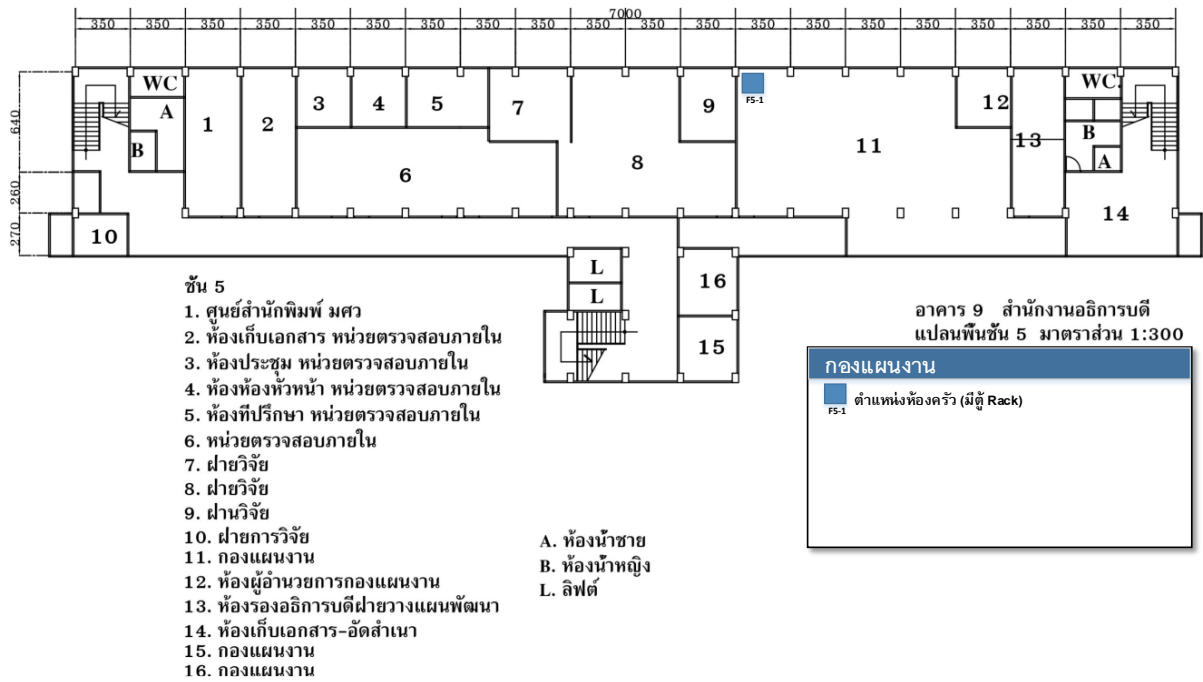 7000
350 350 350 350 350 350 350 350 350 350 350 350 350 350 350 350 350 350 350 350
640
260
270
WC
A
B
1
2
3
4
5
6
7
8
9
F5-1
11
12
13
WC.
B
A
14
10
L
L
16
15
ชั้น 5
1. ศูนย์สำนักพิมพ์ มศว
2. ห้องเก็บเอกสาร หน่วยตรวจสอบภายใน
3. ห้องประชุม หน่วยตรวจสอบภายใน
4. ห้องห้องหัวหน้า หน่วยตรวจสอบภายใน
5. ห้องที่ปรึกษา หน่วยตรวจสอบภายใน
6. หน่วยตรวจสอบภายใน
7. ฝ่ายวิจัย
8. ฝ่ายวิจัย
9. ฝ่านวิจัย
10. ฝ่ายการวิจัย
11. กองแผนงาน
12. ห้องผู้อำนวยการกองแผนงาน
13. ห้องรองอธิการบดีฝ่ายวางแผนพัฒนา
14. ห้องเก็บเอกสาร-อัดสำเนา
15. กองแผนงาน
16. กองแผนงาน
A. ห้องน้ำชาย
B. ห้องน้ำหญิง
L. ลิฟต์
อาคาร 9 สำนักงานอธิการบดี
แปลนพื้นชั้น 5 มาตราส่วน 1:300
กองแผนงาน
ตำแหน่งห้องครัว (มีตู้ Rack)
F5-1